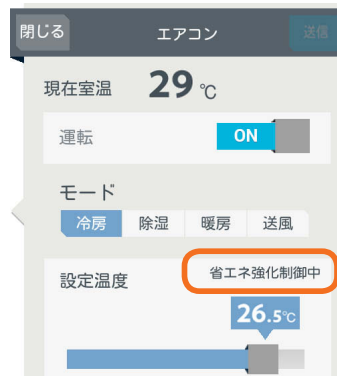 閉じる エアコン 送信
現在室温 29 ℃
運転 ON
モード
冷房 除湿 暖房 送風
設定温度 省エネ強化制御中
26.5℃